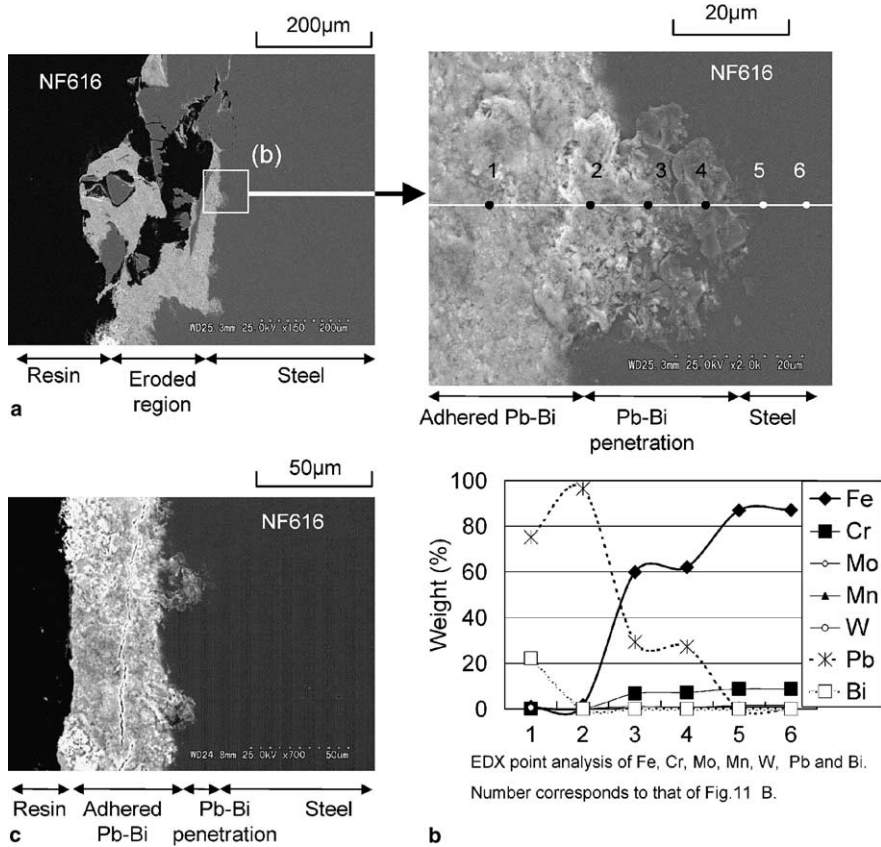 200μm
20μm
NF616
(b)
WD25.3mm 25.0kV x150 200um
NF616
1 2 3 4 5 6
WD25.3mm 25.0kV x2.0k 20um
Resin Eroded region Steel
a
Adhered Pb-Bi Pb-Bi penetration Steel
50μm
NF616
WD24.8mm 25.0kV x700 50um
Resin Adhered Pb-Bi Pb-Bi penetration Steel
c
Weight (%)
100
80
60
40
20
0
1 2 3 4 5 6
Fe
Cr
Mo
Mn
W
Pb
Bi
EDX point analysis of Fe, Cr, Mo, Mn, W, Pb and Bi.
Number corresponds to that of Fig.11 B.
b